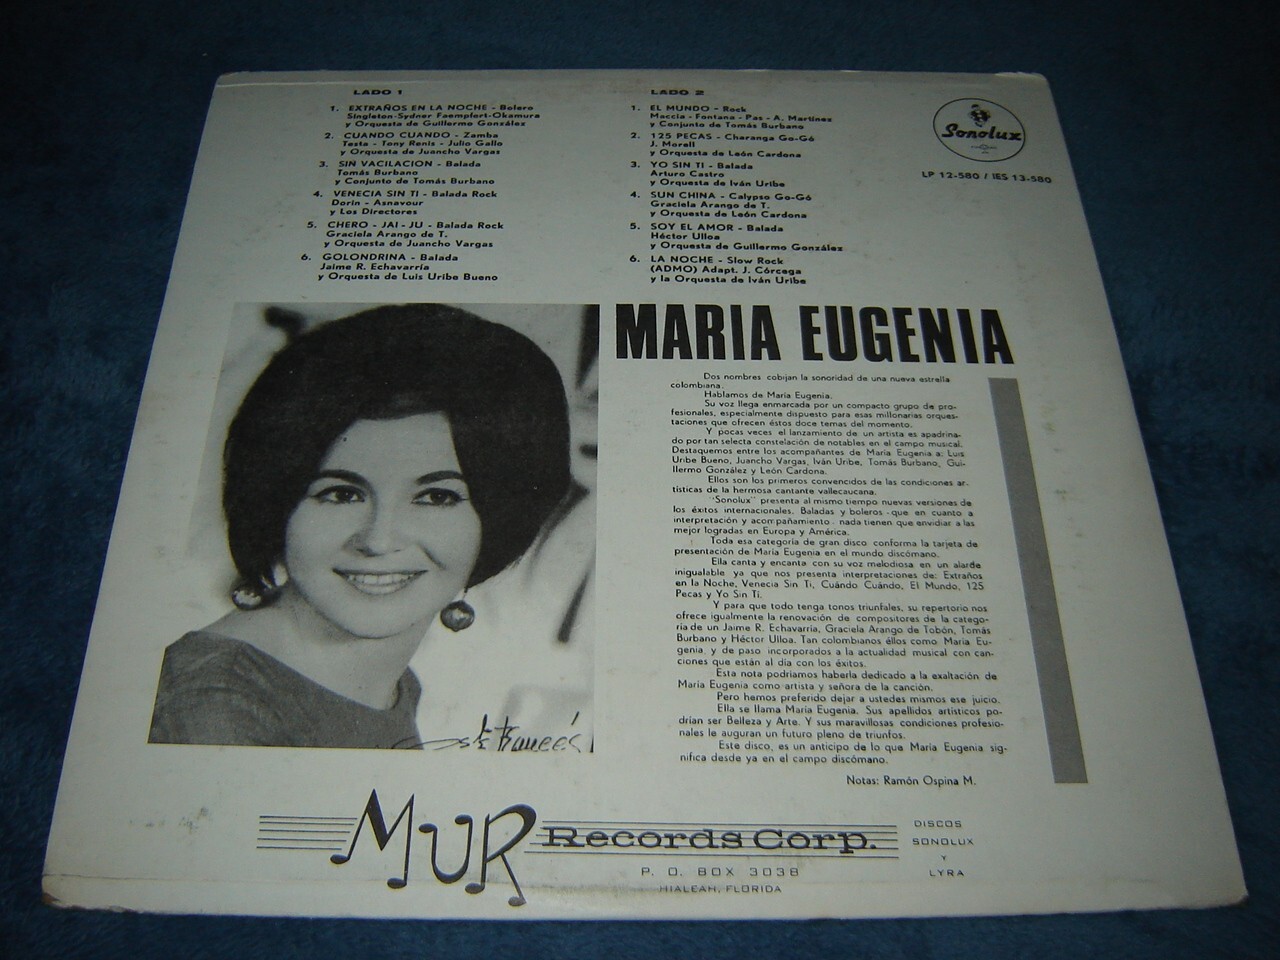 LADO 1
1. EXTRAÑOS EN LA NOCHE - Bolero
Singleton-Sydner Faempfert-Okamura
y Orquesta de Guillermo González
2. CUANDO CUANDO - Zamba
Testa - Tony Renis - Julio Gallo
y Orquesta de Juancho Vargas
3. SIN VACILACION - Balada
Tomás Burbano
y Conjunto de Tomás Burbano
4. VENECIA SIN TI - Balada Rock
Dorin - Asnavour
y Los Directores
5. CHERO - JAI - JU - Balada Rock
Graciela Arango de T.
y Orquesta de Juancho Vargas
6. GOLONDRINA - Balada
Jaime R. Echavarría
y Orquesta de Luis Uribe Bueno
LADO 2
1. EL MUNDO - Rock
Maccia - Fontana - Pas - A. Martínez
y Conjunto de Tomás Burbano
2. 125 PECAS - Charanga Go-Gó
J. Morell
y Orquesta de León Cardona
3. YO SIN TI - Balada
Arturo Castro
y Orquesta de Iván Uribe
4. SUN CHINA - Calypso Go-Gó
Graciela Arango de T.
y Orquesta de León Cardona
5. SOY EL AMOR - Balada
Héctor Ulloa
y Orquesta de Guillermo González
6. LA NOCHE - Slow Rock
(ADMO) Adapt. J. Córcega
y la Orquesta de Iván Uribe
Sonolux
LP 12-580 / IES 13-580
MARIA EUGENIA
Dos nombres cobijan la sonoridad de una nueva estrella
colombiana.
Hablamos de María Eugenia.
Su voz llega enmarcada por un compacto grupo de pro-
fesionales, especialmente dispuesto para esas millonarias orques-
taciones que ofrecen éstos doce temas del momento.
Y pocas veces el lanzamiento de un artista es apadrina-
do por tan selecta constelación de notables en el campo musical.
Destaquemos entre los acompañantes de María Eugenia a: Luis
Uribe Bueno, Juancho Vargas, Iván Uribe, Tomás Burbano, Gui-
llermo González y León Cardona.
Ellos son los primeros convencidos de las condiciones ar-
tísticas de la hermosa cantante vallecaucana.
"Sonolux" presenta al mismo tiempo nuevas versiones de
los éxitos internacionales. Baladas y boleros - que en cuanto a
interpretación y acompañamiento - nada tienen que envidiar a las
mejor logradas en Europa y América.
Toda esa categoría de gran disco conforma la tarjeta de
presentación de María Eugenia en el mundo discómano.
Ella canta y encanta con su voz melodiosa en un alarde
inigualable ya que nos presenta interpretaciones de: Extraños
en la Noche, Venecia Sin Ti, Cuándo Cuándo, El Mundo, 125
Pecas y Yo Sin Ti.
Y para que todo tenga tonos triunfales, su repertorio nos
ofrece igualmente la renovación de compositores de la catego-
ría de un Jaime R. Echavarría, Graciela Arango de Tobón, Tomás
Burbano y Héctor Ulloa. Tan colombianos éllos como María Eu-
genia y de paso incorporados a la actualidad musical con can-
ciones que están al día con los éxitos.
Esta nota podríamos haberla dedicado a la exaltación de
María Eugenia como artista y señora de la canción.
Pero hemos preferido dejar a ustedes mismos ese juicio.
Ella se llama María Eugenia. Sus apellidos artísticos po-
drían ser Belleza y Arte. Y sus maravillosas condiciones profesio-
nales le auguran un futuro pleno de triunfos.
Este disco, es un anticipo de lo que María Eugenia sig-
nifica desde ya en el campo discómano.
Notas: Ramón Ospina M.
MUR Records Corp.
P. O. BOX 3038
HIALEAH, FLORIDA
DISCOS
SONOLUX
Y
LYRA